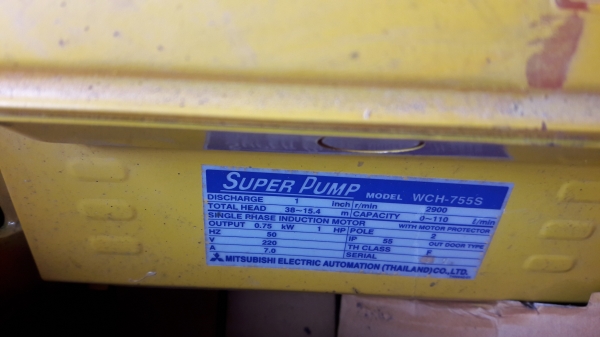 SUPER PUMP MODEL WCH-755S
DISCHARGE 1 inch r/min 2900
TOTAL HEAD 38-15.4 m CAPACITY 0-110 L/min
SINGLE PHASE INDUCTION MOTOR WITH MOTOR PROTECTOR
OUTPUT 0.75 kW 1 HP POLE 2
HZ 50 IP 55 OUT DOOR TYPE
V 220 TH CLASS F
A 7.0 SERIAL
MITSUBISHI ELECTRIC AUTOMATION (THAILAND) CO., LTD.